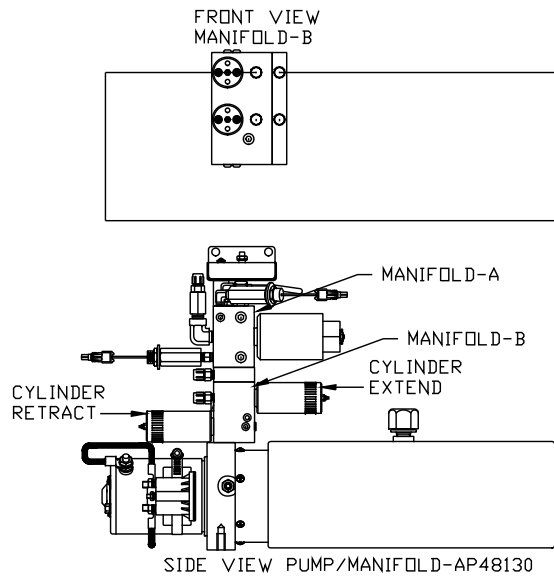 FRONT VIEW
MANIFOLD-B
MANIFOLD-A
MANIFOLD-B
CYLINDER
EXTEND
CYLINDER
RETRACT
SIDE VIEW PUMP/MANIFOLD-AP48130